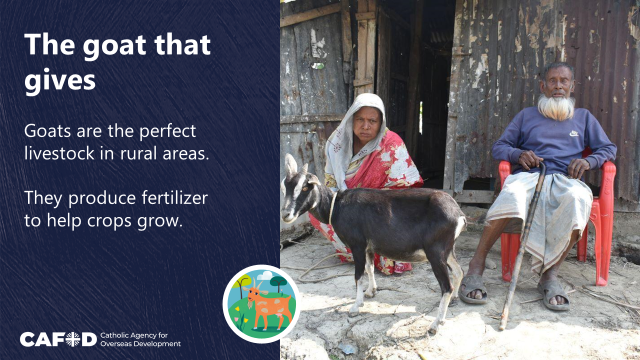 The goat that
gives
Goats are the perfect
livestock in rural areas.
They produce fertilizer
to help crops grow.
CAFOD
Catholic Agency for
Overseas Development